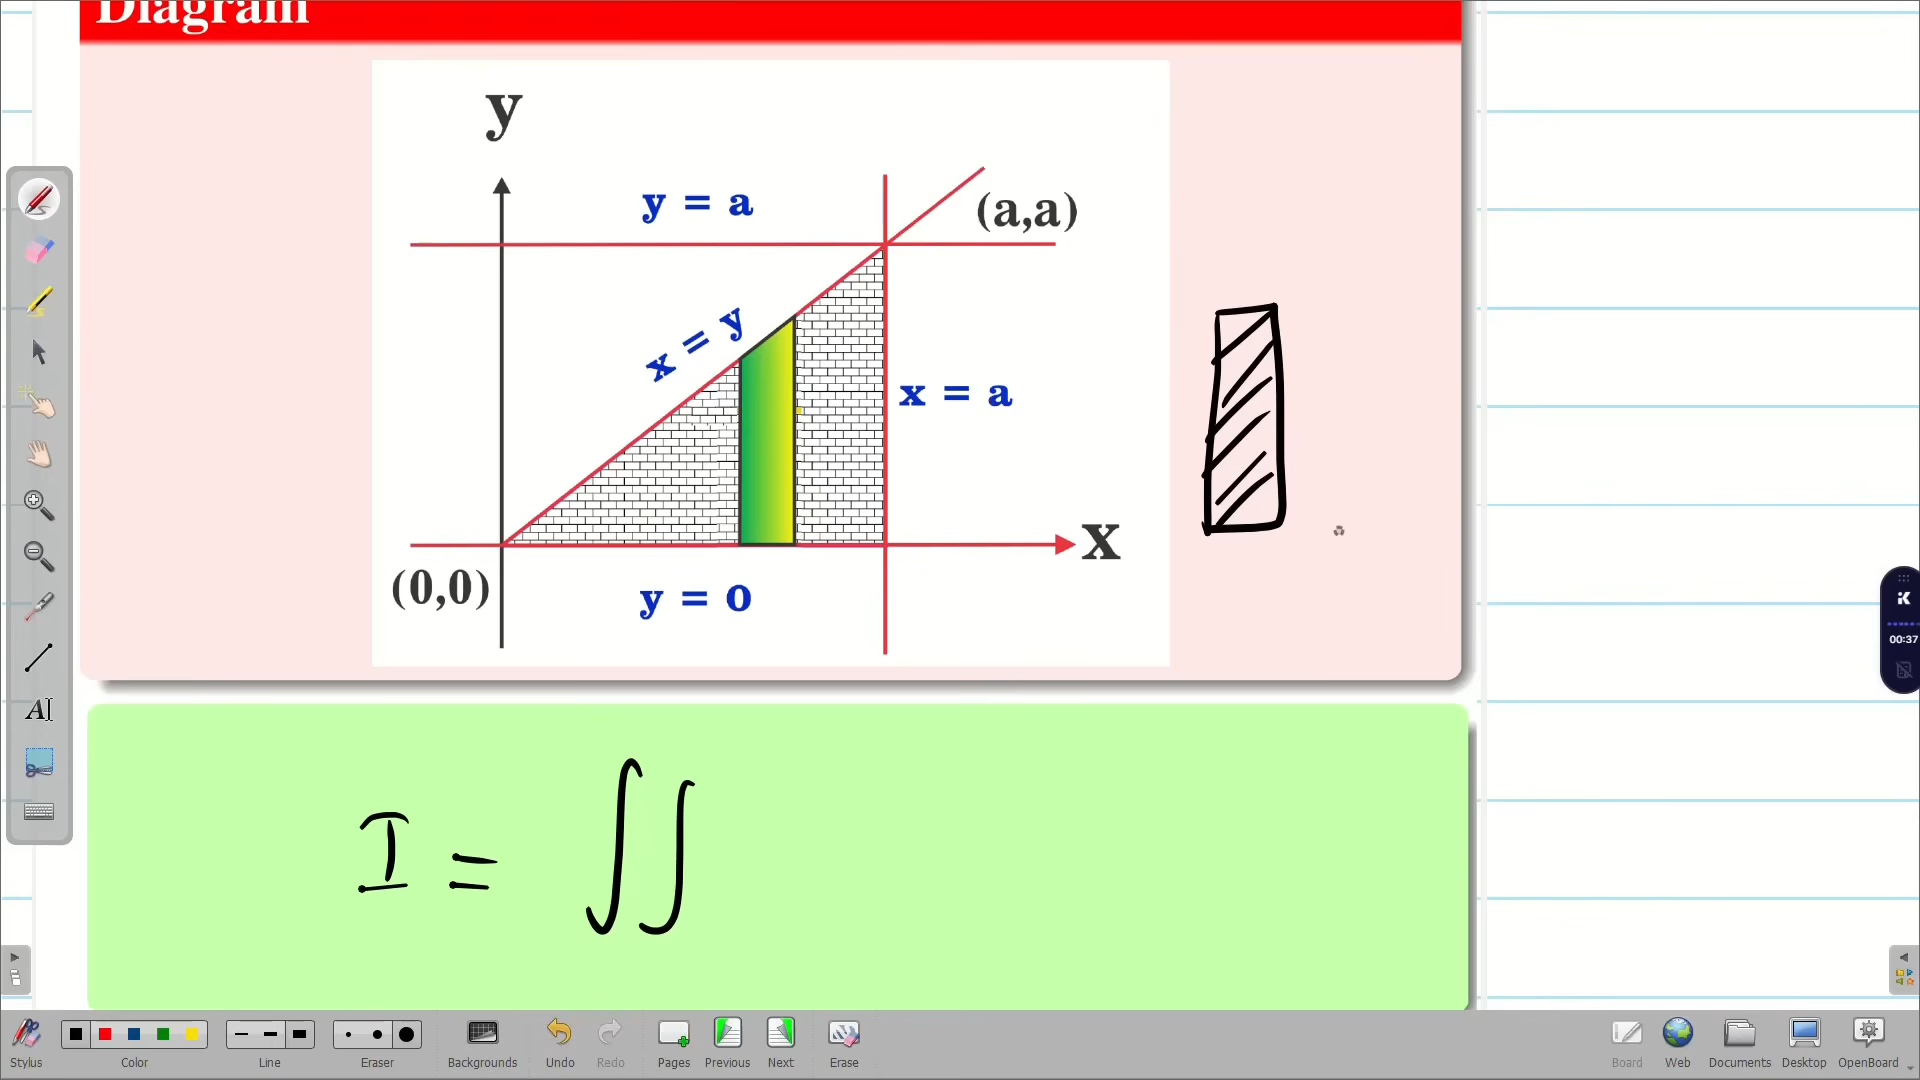 Diagram
y
y = a
(a,a)
x = y
x = a
x
(0,0)
y = 0
00:37
I = ∫∫
Stylus
Color
Line
Eraser
Backgrounds
Undo
Redo
Pages
Previous
Next
Erase
Board
Web
Documents
Desktop
OpenBoard